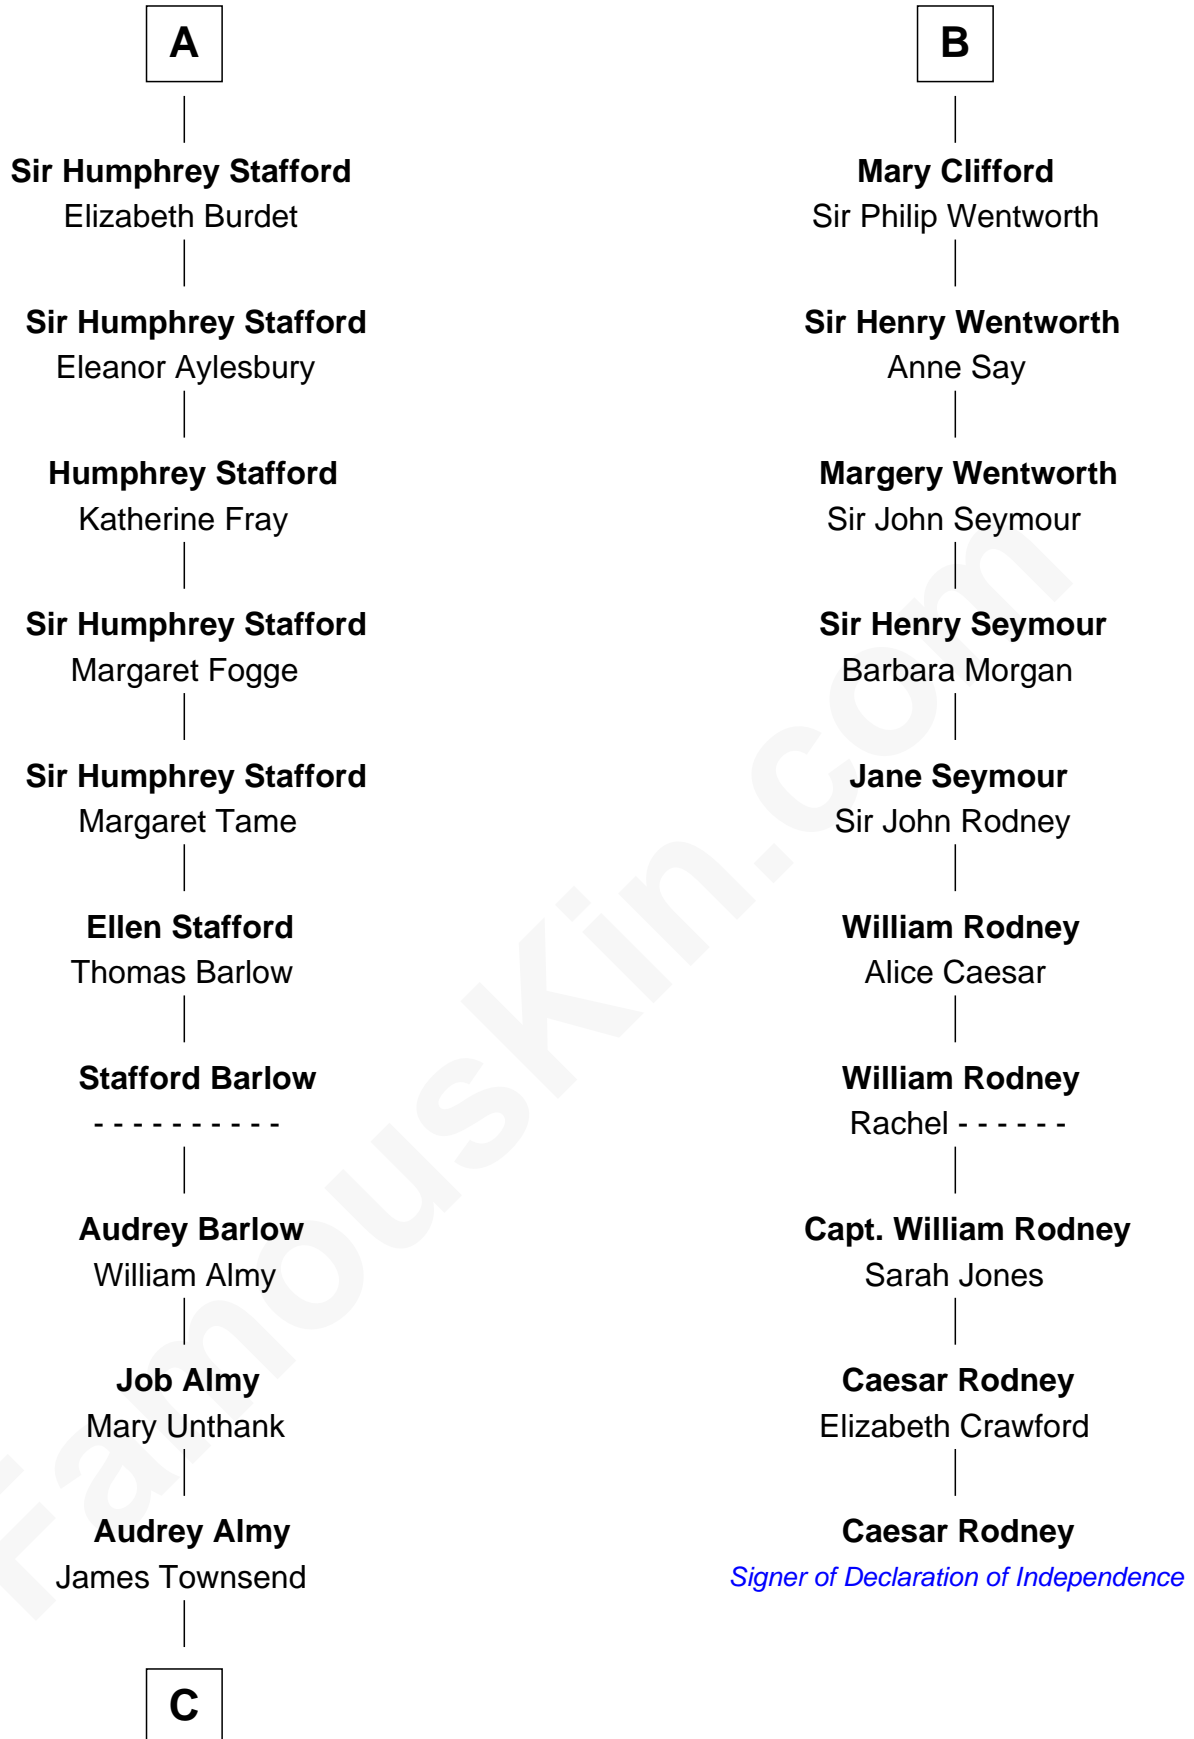 A
Sir Humphrey Stafford
Elizabeth Burdet
Sir Humphrey Stafford
Eleanor Aylesbury
Humphrey Stafford
Katherine Fray
Sir Humphrey Stafford
Margaret Fogge
Sir Humphrey Stafford
Margaret Tame
Ellen Stafford
Thomas Barlow
Stafford Barlow
- - - - - - - - - -
Audrey Barlow
William Almy
Job Almy
Mary Unthank
Audrey Almy
James Townsend
C
B
Mary Clifford
Sir Philip Wentworth
Sir Henry Wentworth
Anne Say
Margery Wentworth
Sir John Seymour
Sir Henry Seymour
Barbara Morgan
Jane Seymour
Sir John Rodney
William Rodney
Alice Caesar
William Rodney
Rachel - - - - - -
Capt. William Rodney
Sarah Jones
Caesar Rodney
Elizabeth Crawford
Caesar Rodney
Signer of Declaration of Independence
FamousKin.com